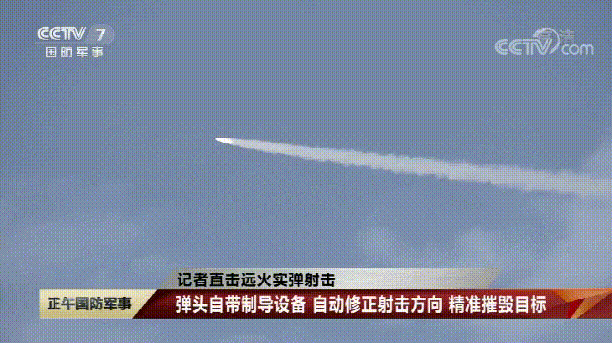 CCTV 7
国防军事
CCTV.com
高清
记者直击远火实弹射击
正午国防军事
弹头自带制导设备 自动修正射击方向 精准摧毁目标